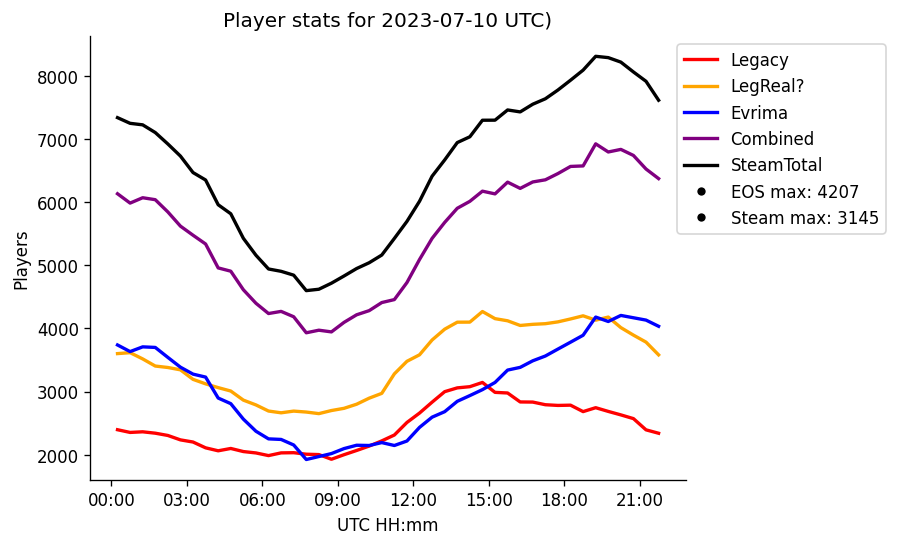 Player stats for 2023-07-10 UTC)
8000
7000
6000
5000
4000
3000
2000
Players
00:00 03:00 06:00 09:00 12:00 15:00 18:00 21:00
UTC HH:mm
Legacy
LegReal?
Evrima
Combined
SteamTotal
EOS max: 4207
Steam max: 3145